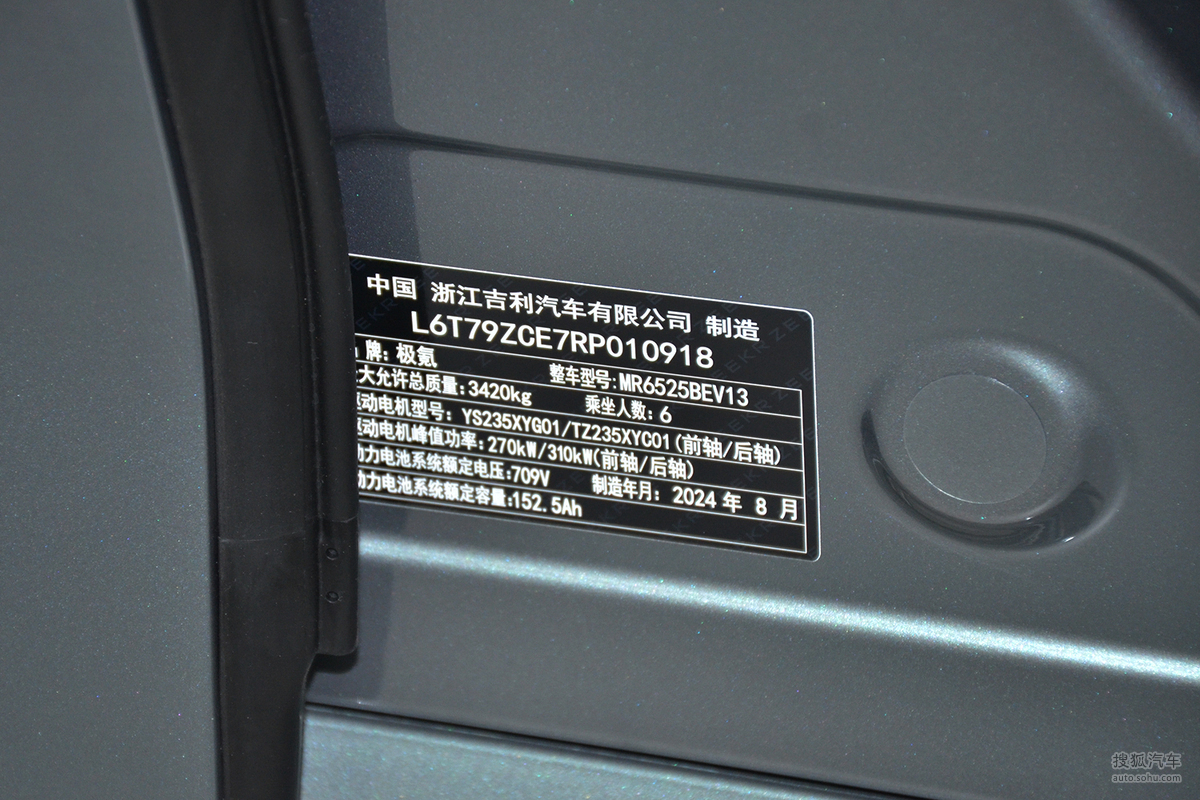 中国 浙江吉利汽车有限公司 制造
L6T79ZCE7RP010918
牌: 极氪 整车型号: MR6525BEV13
大允许总质量: 3420kg 乘坐人数: 6
驱动电机型号: YS235XYG01/TZ235XYC01(前轴/后轴)
驱动电机峰值功率: 270kW/310kW(前轴/后轴)
动力电池系统额定电压: 709V 制造年月: 2024 年 8 月
动力电池系统额定容量: 152.5Ah
搜狐汽车
auto.sohu.com